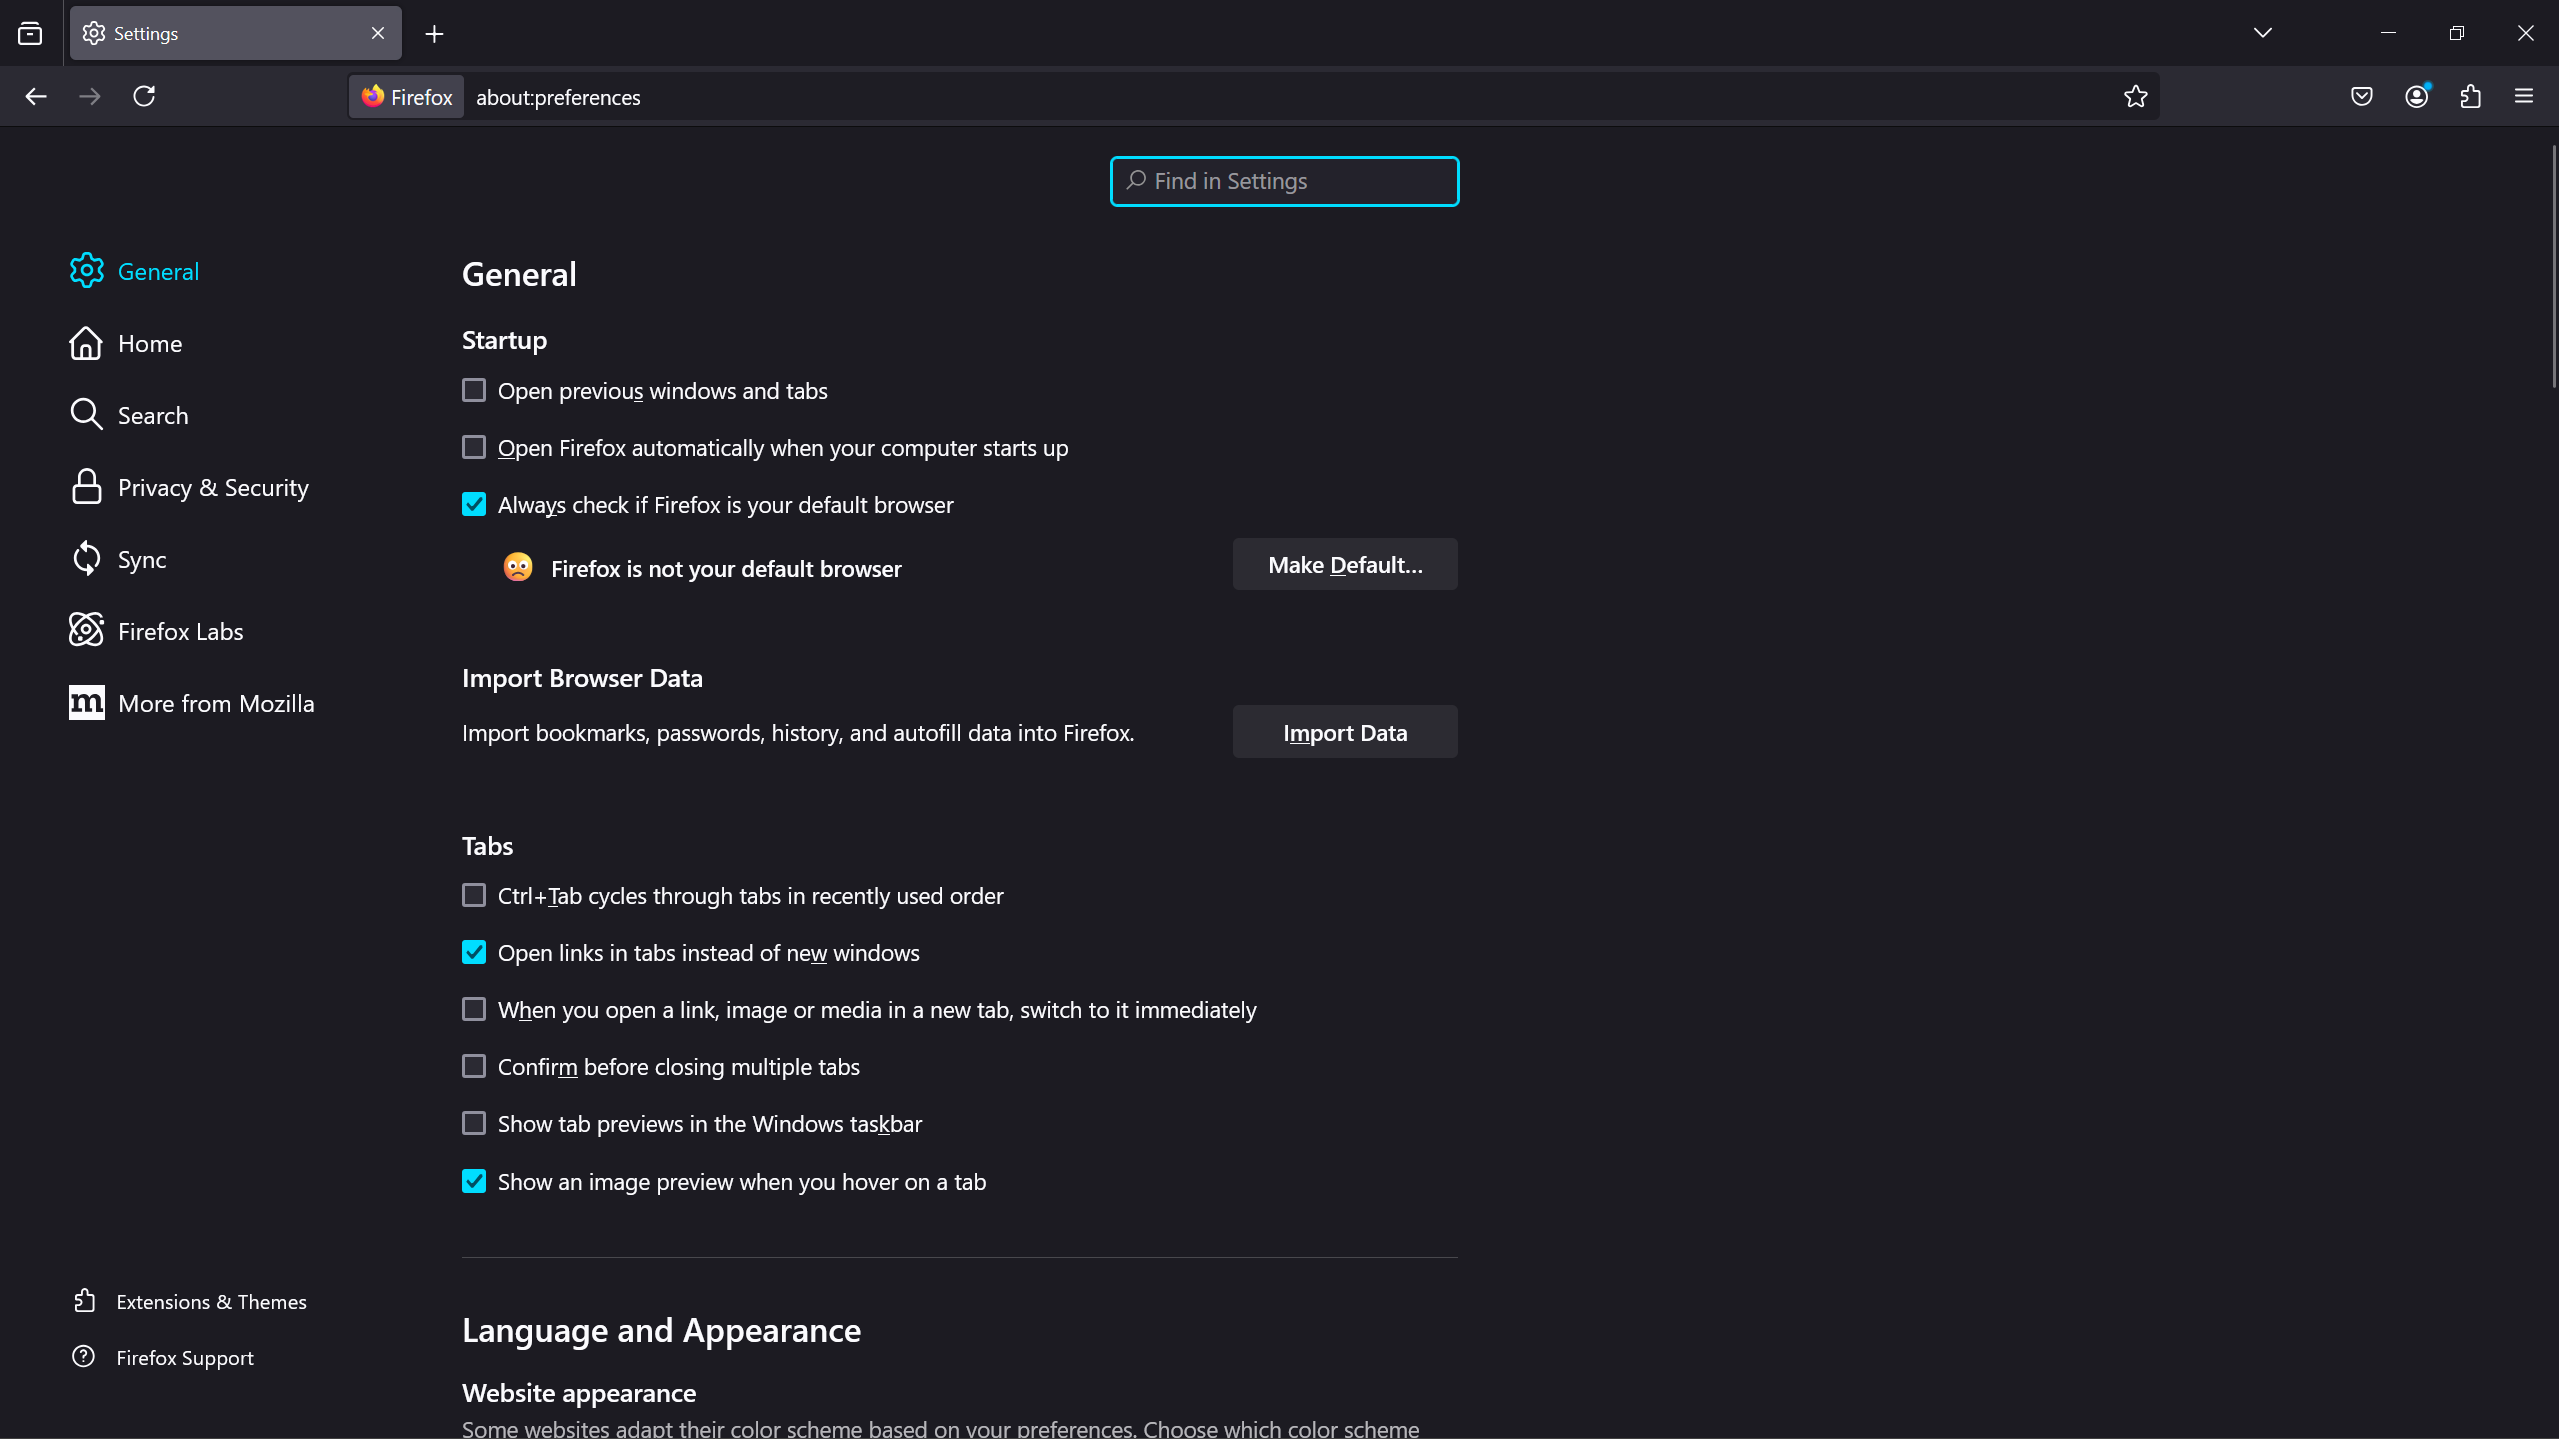 Settings
Firefox
about:preferences
Find in Settings
General
Home
Search
Privacy & Security
Sync
Firefox Labs
m More from Mozilla
Extensions & Themes
Firefox Support
General
Startup
Open previous windows and tabs
Open Firefox automatically when your computer starts up
Always check if Firefox is your default browser
Firefox is not your default browser
Make Default...
Import Browser Data
Import bookmarks, passwords, history, and autofill data into Firefox.
Import Data
Tabs
Ctrl+Tab cycles through tabs in recently used order
Open links in tabs instead of new windows
When you open a link, image or media in a new tab, switch to it immediately
Confirm before closing multiple tabs
Show tab previews in the Windows taskbar
Show an image preview when you hover on a tab
Language and Appearance
Website appearance
Some websites adapt their color scheme based on your preferences. Choose which color scheme